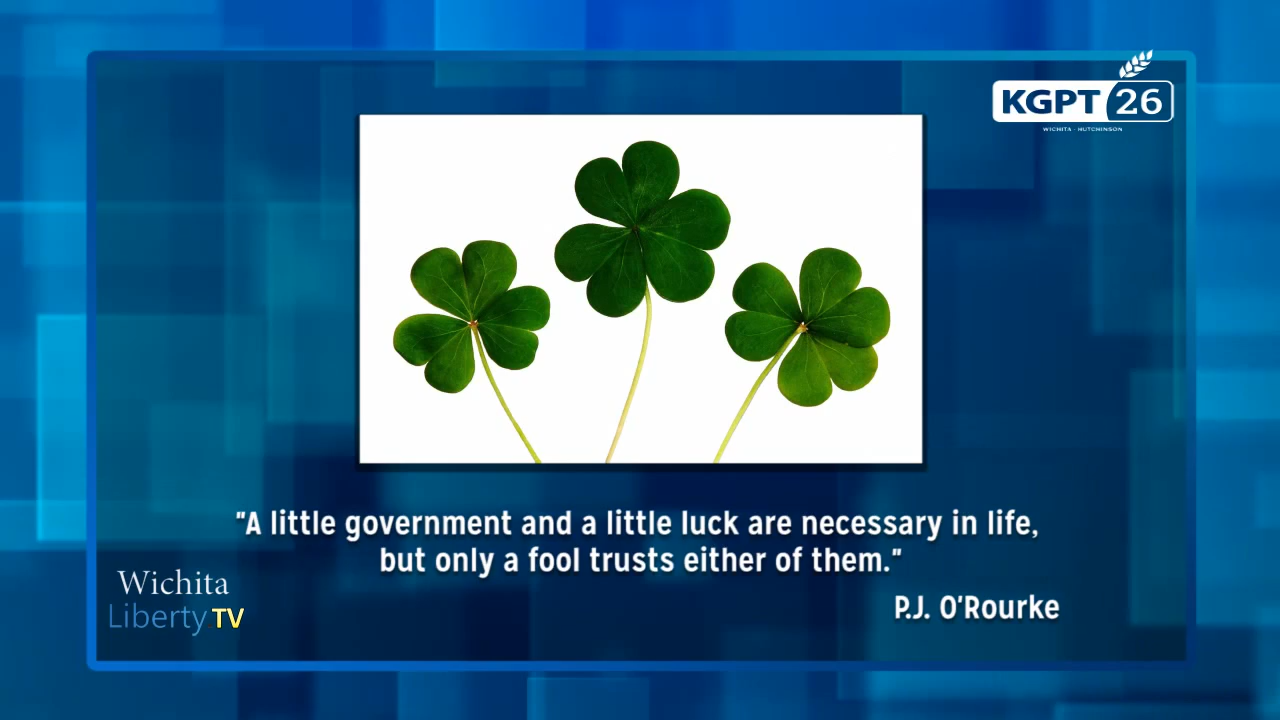 KGPT 26
WICHITA - HUTCHINSON
"A little government and a little luck are necessary in life,
but only a fool trusts either of them."
P.J. O'Rourke
Wichita
Liberty.TV